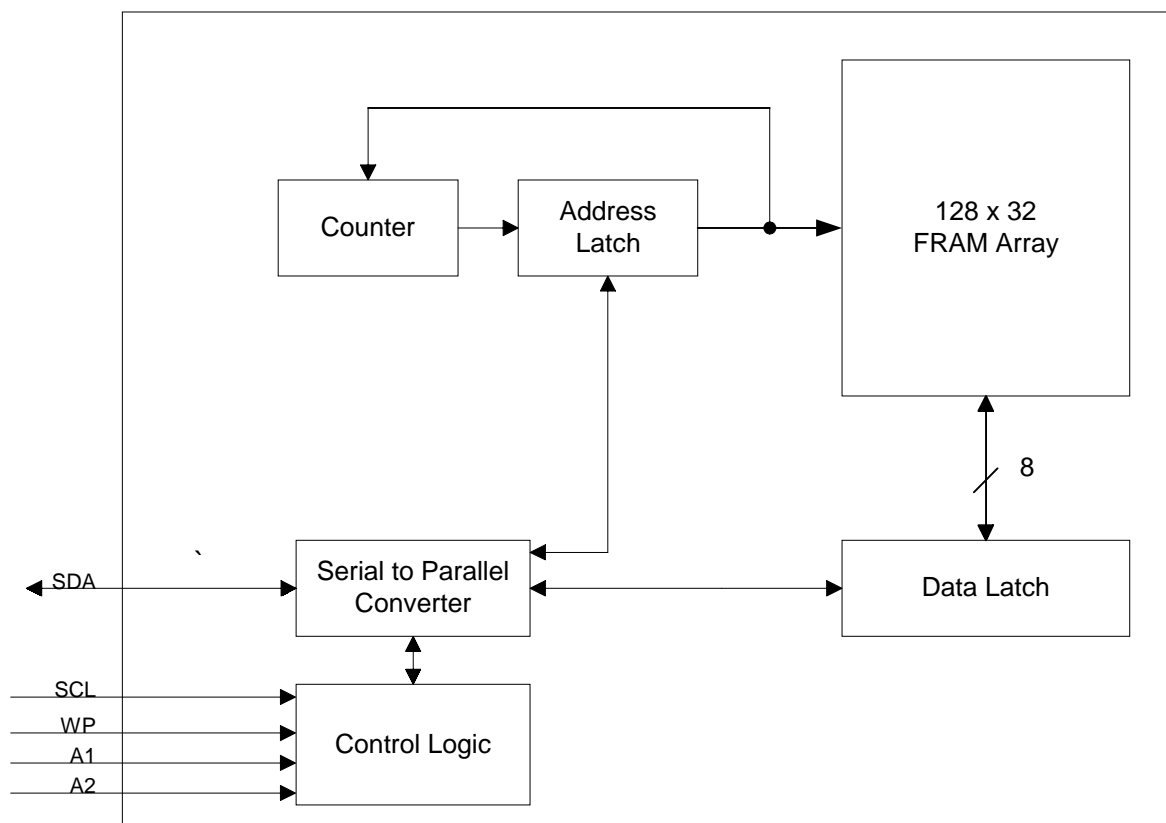 Counter
Address
Latch
128 x 32
FRAM Array
8
`
SDA
Serial to Parallel
Converter
Data Latch
SCL
WP
A1
A2
Control Logic